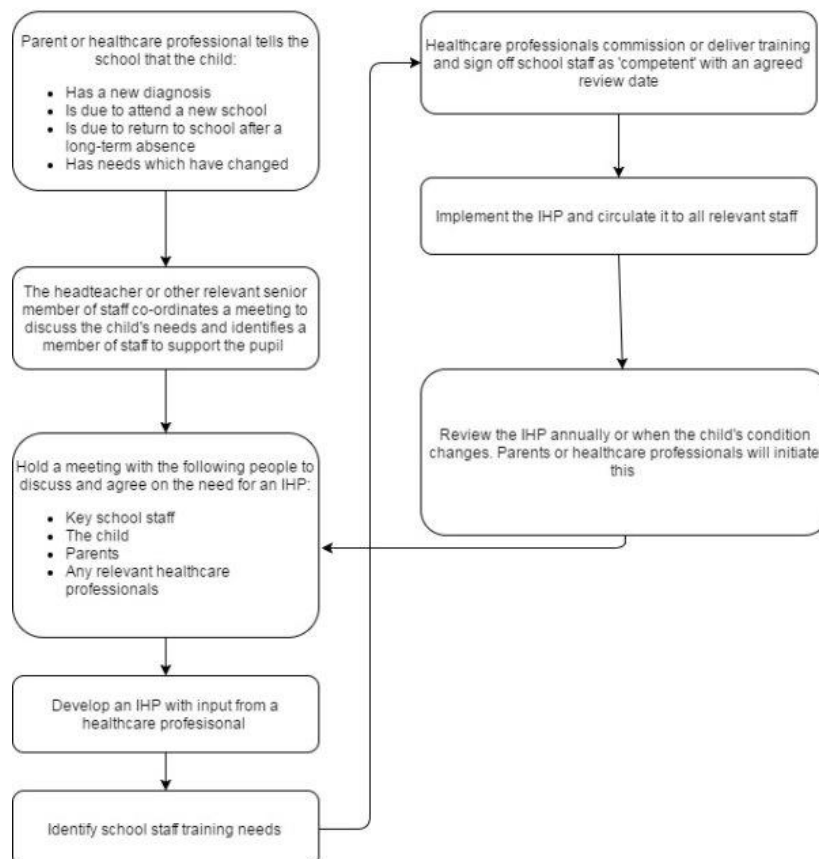 Parent or healthcare professional tells the
school that the child:
• Has a new diagnosis
• Is due to attend a new school
• Is due to return to school after a
long-term absence
• Has needs which have changed
The headteacher or other relevant senior
member of staff co-ordinates a meeting to
discuss the child's needs and identifies a
member of staff to support the pupil
Hold a meeting with the following people to
discuss and agree on the need for an IHP:
• Key school staff
• The child
• Parents
• Any relevant healthcare
professionals
Develop an IHP with input from a
healthcare profesisonal
Identify school staff training needs
Healthcare professionals commission or deliver training
and sign off school staff as 'competent' with an agreed
review date
Implement the IHP and circulate it to all relevant staff
Review the IHP annually or when the child's condition
changes. Parents or healthcare professionals will initiate
this